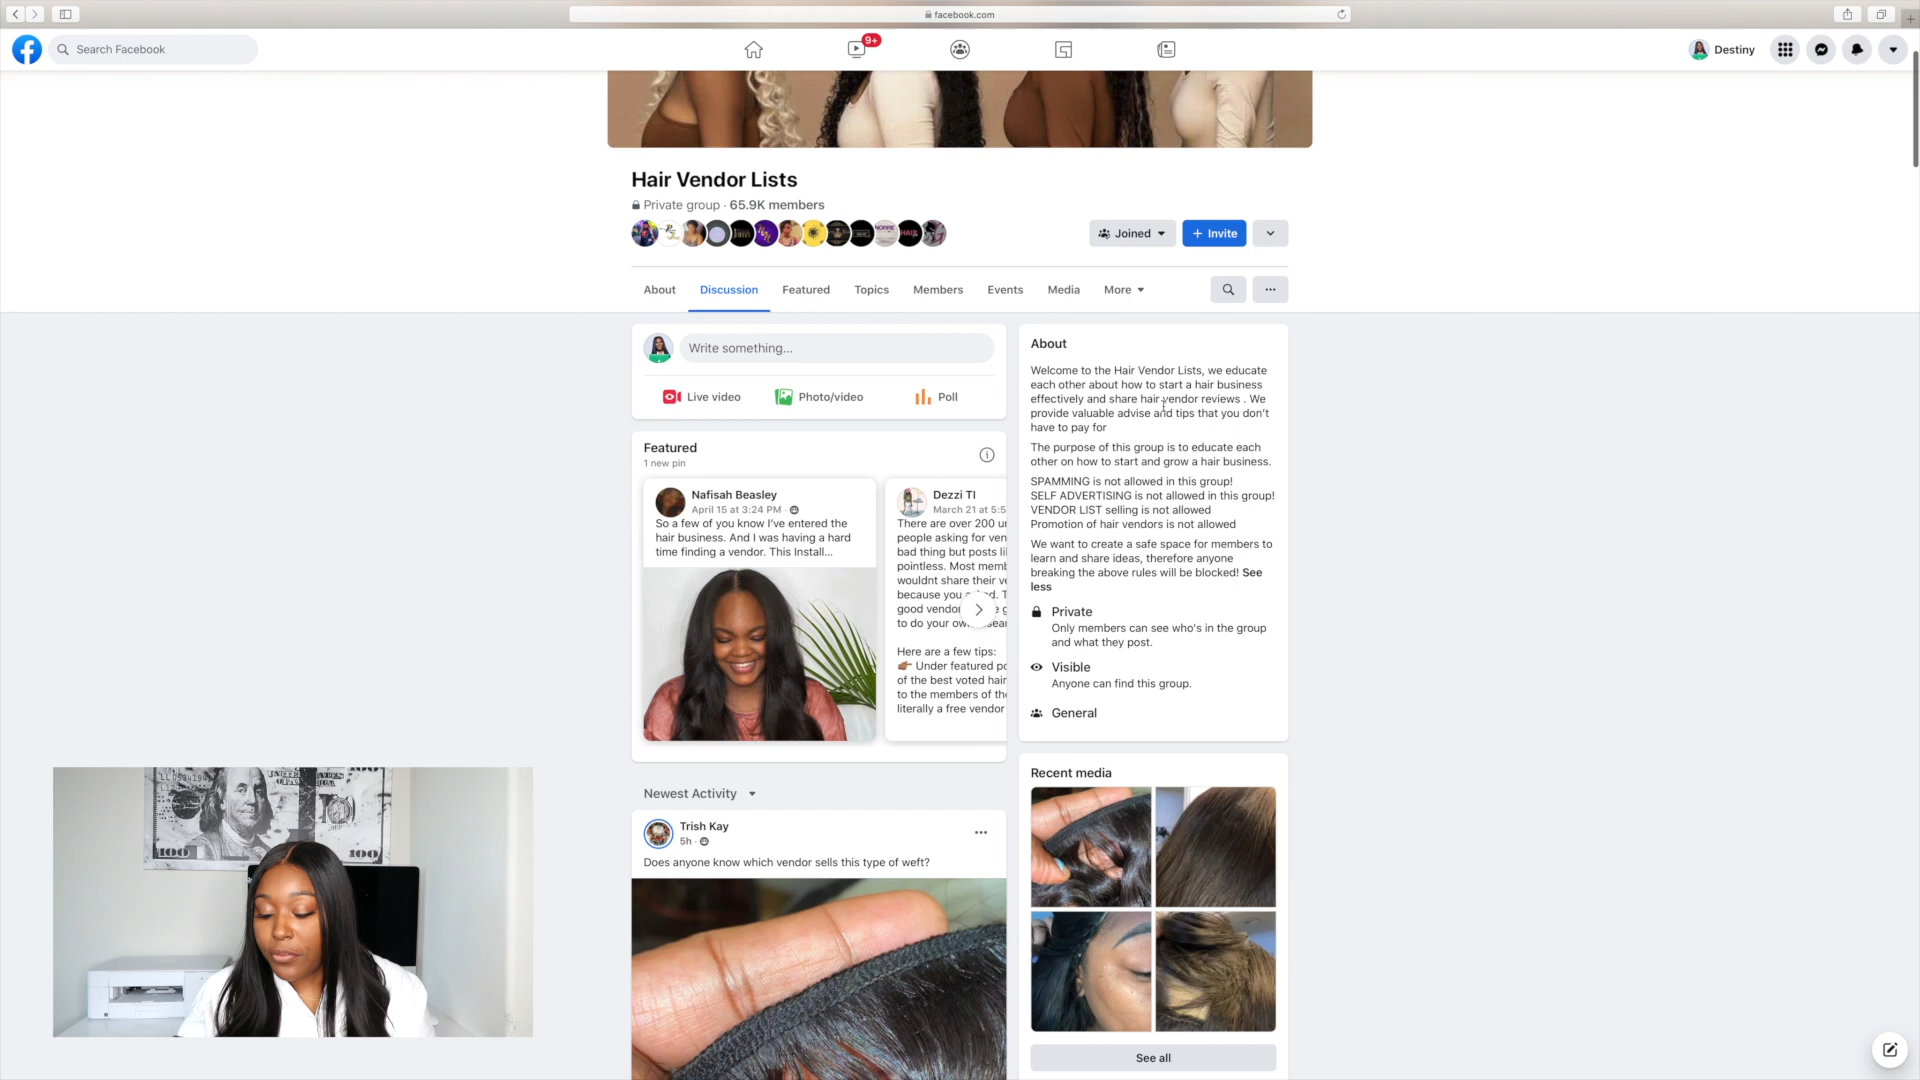 facebook.com
Search Facebook
9+
Destiny
Hair Vendor Lists
Private group · 65.9K members
Joined
+ Invite
About
Discussion
Featured
Topics
Members
Events
Media
More
Write something...
Live video
Photo/video
Poll
Featured
1 new pin
Nafisah Beasley
April 15 at 3:24 PM ·
So a few of you know I've entered the
hair business. And I was having a hard
time finding a vendor. This Install...
Dezzi TI
March 21 at 5:5
There are over 200 un
people asking for ven
bad thing but posts li
pointless. Most memb
wouldnt share their ve
because you
good vendor
to do your own
Here are a few tips:
Under featured po
of the best voted hair
to the members of the
literally a free vendor
Newest Activity
Trish Kay
5h ·
Does anyone know which vendor sells this type of weft?
About
Welcome to the Hair Vendor Lists, we educate
each other about how to start a hair business
effectively and share hair vendor reviews . We
provide valuable advise and tips that you don't
have to pay for
The purpose of this group is to educate each
other on how to start and grow a hair business.
SPAMMING is not allowed in this group!
SELF ADVERTISING is not allowed in this group!
VENDOR LIST selling is not allowed
Promotion of hair vendors is not allowed
We want to create a safe space for members to
learn and share ideas, therefore anyone
breaking the above rules will be blocked! See
less
Private
Only members can see who's in the group
and what they post.
Visible
Anyone can find this group.
General
Recent media
See all
100
100